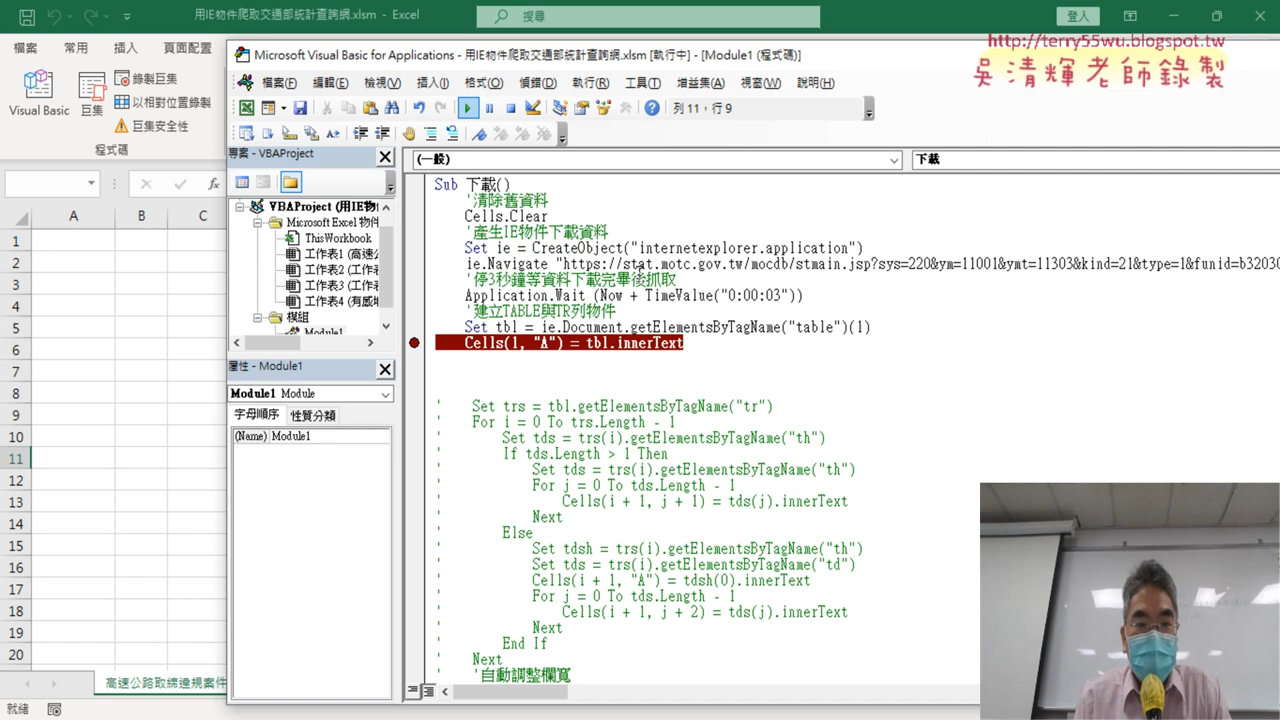 用IE物件爬取交通部統計查詢網.xlsm - Excel
搜尋
登入
檔案 常用 插入 頁面配置
http://terry55wu.blogspot.tw
吳清輝老師錄製
Visual Basic
巨集
錄製巨集
以相對位置錄製
巨集安全性
程式碼
Microsoft Visual Basic for Applications - 用IE物件爬取交通部統計查詢網.xlsm [執行中] - [Module1 (程式碼)]
檔案(F) 編輯(E) 檢視(V) 插入(I) 格式(O) 偵錯(D) 執行(R) 工具(T) 增益集(A) 視窗(W) 說明(H)
列 11，行 9
專案 - VBAProject
VBAProject (用IE物
Microsoft Excel 物件
ThisWorkbook
工作表1 (高速公
工作表2 (工作表
工作表3 (工作表
工作表4 (有威地
模組
Module1
屬性 - Module1
Module1 Module
字母順序 性質分類
(Name) Module1
(一般)
下載
Sub 下載()
'清除舊資料
Cells.Clear
'產生IE物件下載資料
Set ie = CreateObject("internetexplorer.application")
ie.Navigate "https://stat.motc.gov.tw/mocdb/stmain.jsp?sys=220&ym=11001&ymt=11303&kind=21&type=1&funid=b32030
'停3秒鐘等資料下載完畢後抓取
Application.Wait (Now + TimeValue("0:00:03"))
'建立TABLE與TR列物件
Set tbl = ie.Document.getElementsByTagName("table")(1)
Cells(1, "A") = tbl.innerText
' Set trs = tbl.getElementsByTagName("tr")
' For i = 0 To trs.Length - 1
' Set tds = trs(i).getElementsByTagName("th")
' If tds.Length > 1 Then
' Set tds = trs(i).getElementsByTagName("th")
' For j = 0 To tds.Length - 1
' Cells(i + 1, j + 1) = tds(j).innerText
' Next
' Else
' Set tdsh = trs(i).getElementsByTagName("th")
' Set tds = trs(i).getElementsByTagName("td")
' Cells(i + 1, "A") = tdsh(0).innerText
' For j = 0 To tds.Length - 1
' Cells(i + 1, j + 2) = tds(j).innerText
' Next
' End If
' Next
' '自動調整欄寬
A B C
1
2
3
4
5
6
7
8
9
10
11
12
13
14
15
16
17
18
19
20
高速公路取締違規案件
就緒